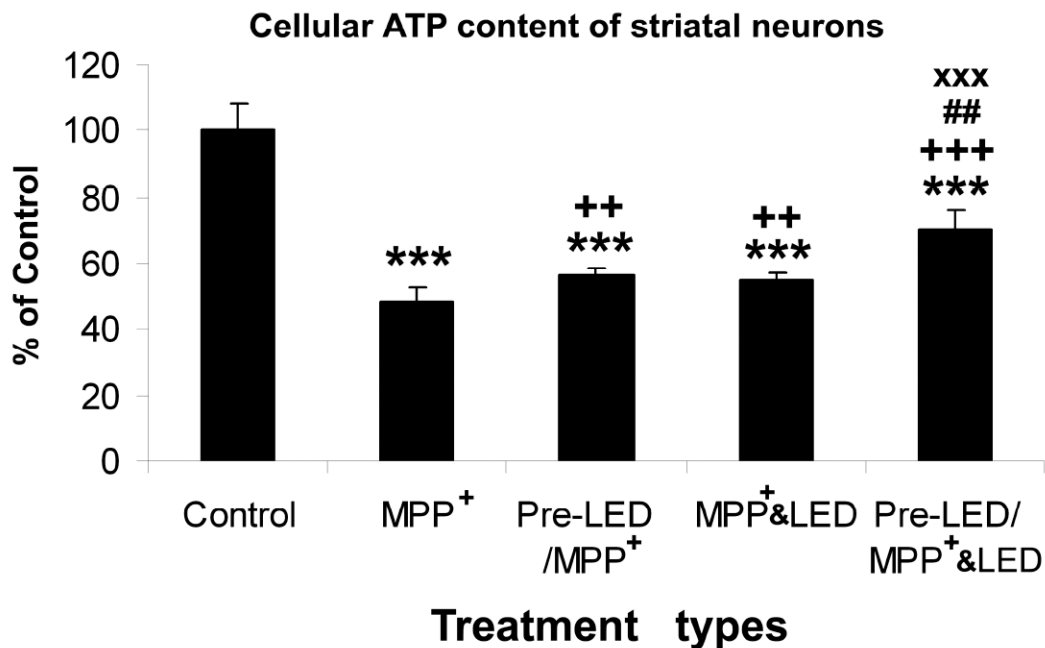 Cellular ATP content of striatal neurons
120
100
80
60
40
20
0
% of Control
***
++
***
++
***
xxx
##
+++
***
Control
MPP⁺
Pre-LED
/MPP⁺
MPP⁺&LED
Pre-LED/
MPP⁺&LED
Treatment types